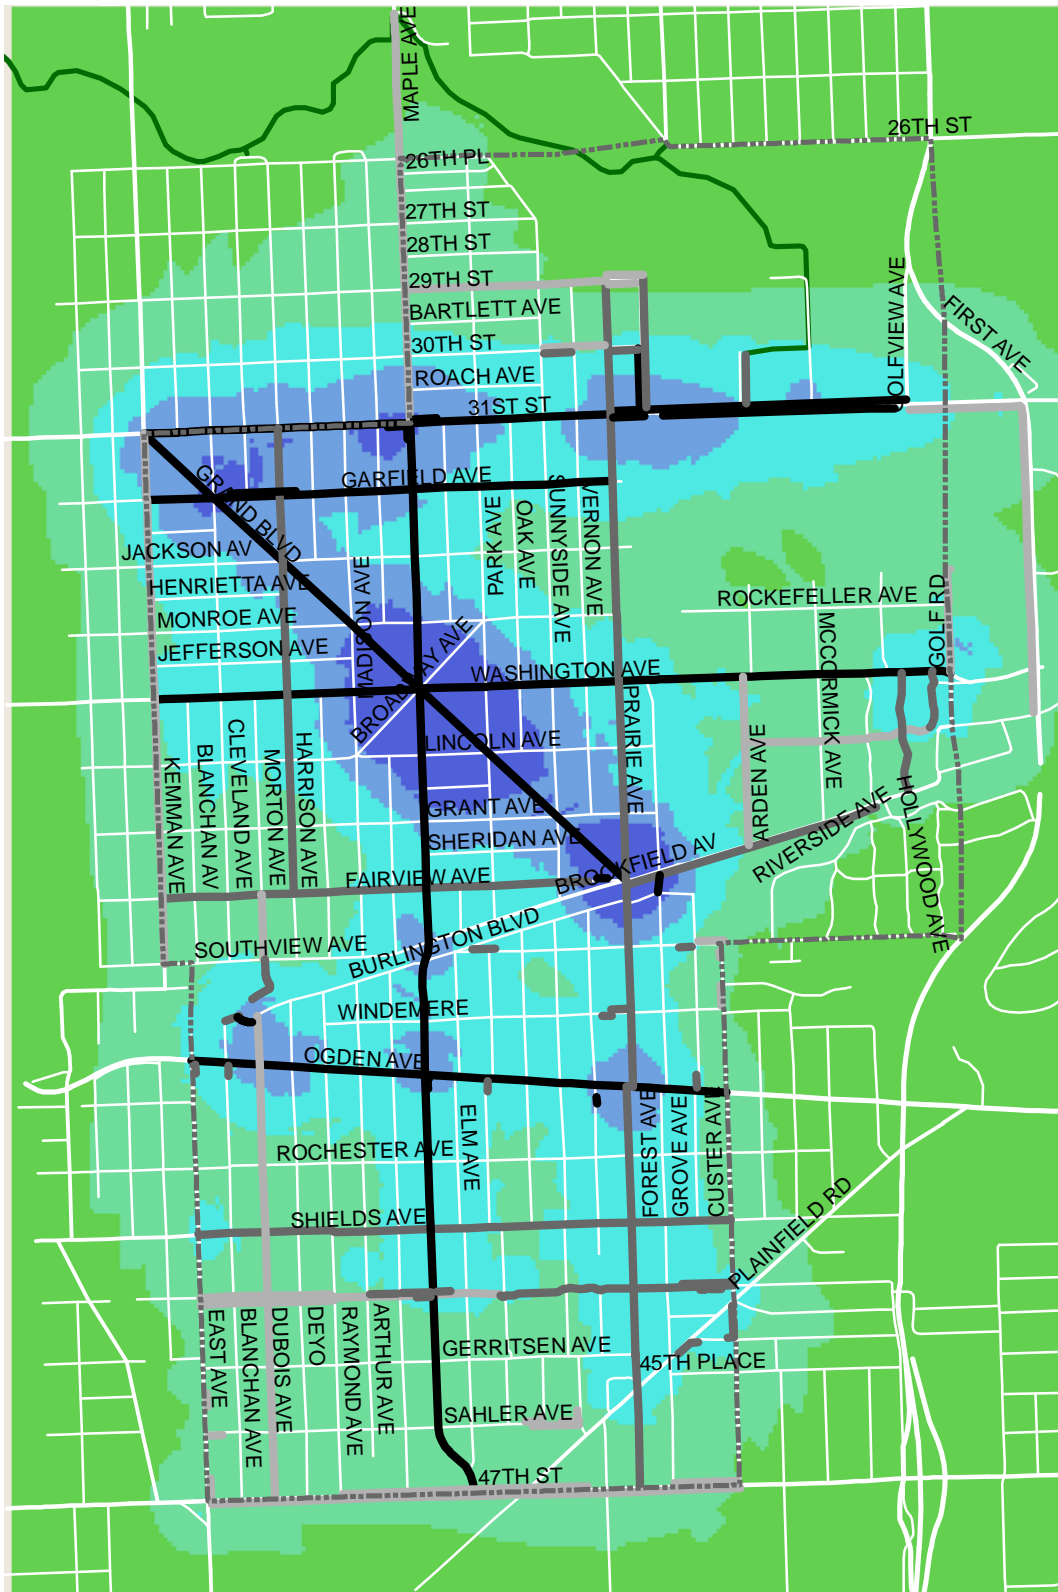 MAPLE AVE
26TH ST
26TH PL
27TH ST
28TH ST
29TH ST
OLFVIEW AVE
FIRST AVE
BARTLETT AVE
30TH ST
ROACH AVE
31ST ST
GRAND BLVD
GARFIELD AVE
PARK AVE
OAK AVE
SUNNYSIDE AVE
VERNON AVE
JACKSON AV
HENRIETTA AVE
MADISON AVE
ROCKEFELLER AVE
GOLF RD
MONROE AVE
MCCORMICK AVE
JEFFERSON AVE
BROADWAY AVE
WASHINGTON AVE
PRAIRIE AVE
LINCOLN AVE
ARDEN AVE
KEMMAN AVE
BLANCHAN AV
CLEVELAND AVE
MORTON AVE
HARRISON AVE
GRANT AVE
SHERIDAN AVE
HOLLYWOOD AVE
RIVERSIDE AVE
BROOKFIELD AV
FAIRVIEW AVE
SOUTHVIEW AVE
BURLINGTON BLVD
WINDEMERE
OGDEN AVE
ELM AVE
FOREST AVE
GROVE AVE
CUSTER AVE
ROCHESTER AVE
SHIELDS AVE
PLAINFIELD RD
EAST AVE
BLANCHAN AVE
DUBOIS AVE
DEYO
RAYMOND AVE
ARTHUR AVE
GERRITSEN AVE
45TH PLACE
SAHLER AVE
47TH ST